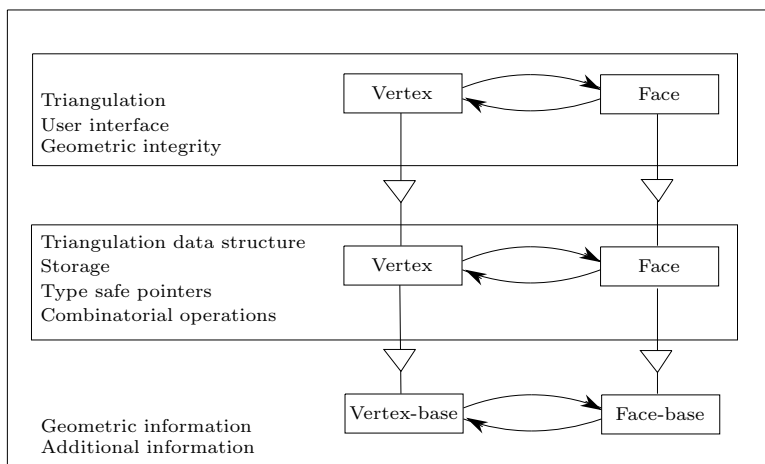 Triangulation
User interface
Geometric integrity
Vertex
Face
Triangulation data structure
Storage
Type safe pointers
Combinatorial operations
Vertex
Face
Geometric information
Additional information
Vertex-base
Face-base